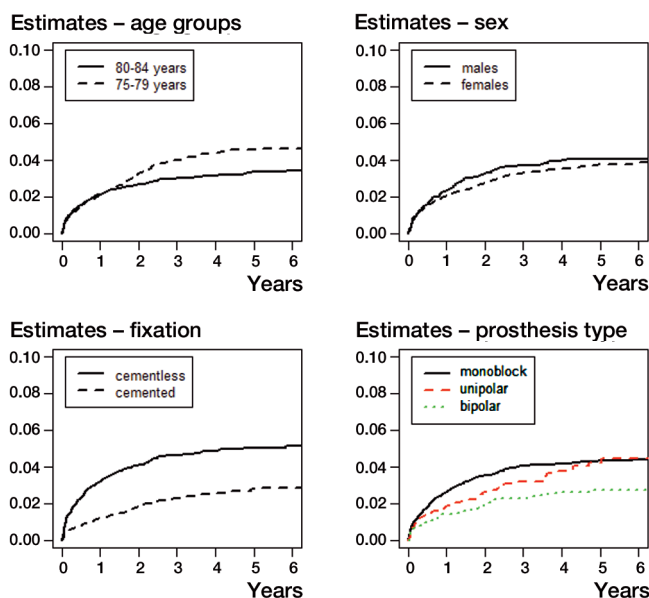 Estimates – age groups
80-84 years
75-79 years
0.10
0.08
0.06
0.04
0.02
0.00
0 1 2 3 4 5 6
Years
Estimates – sex
males
females
0.10
0.08
0.06
0.04
0.02
0.00
0 1 2 3 4 5 6
Years
Estimates – fixation
cementless
cemented
0.10
0.08
0.06
0.04
0.02
0.00
0 1 2 3 4 5 6
Years
Estimates – prosthesis type
monoblock
unipolar
bipolar
0.10
0.08
0.06
0.04
0.02
0.00
0 1 2 3 4 5 6
Years